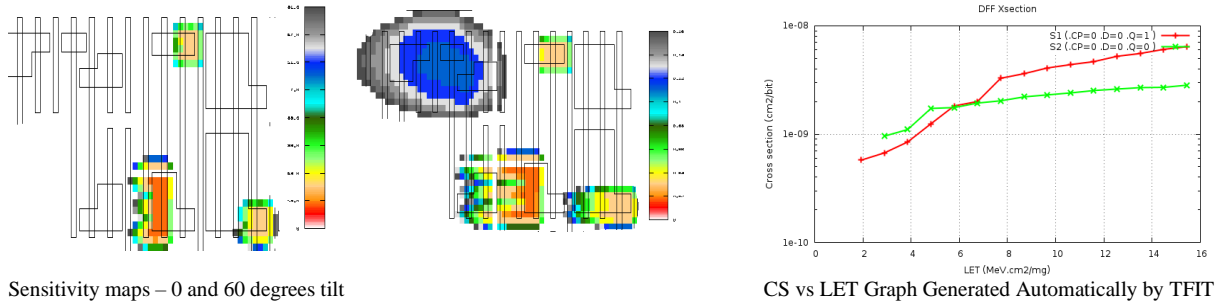 DFF Xsection
1e-08
S1 (.CP=0 .D=0 .Q=1)
S2 (.CP=0 .D=0 .Q=0)
Cross section (cm2/bit)
1e-09
1e-10
0 2 4 6 8 10 12 14 16
LET (MeV.cm2/mg)
Sensitivity maps – 0 and 60 degrees tilt
CS vs LET Graph Generated Automatically by TFIT